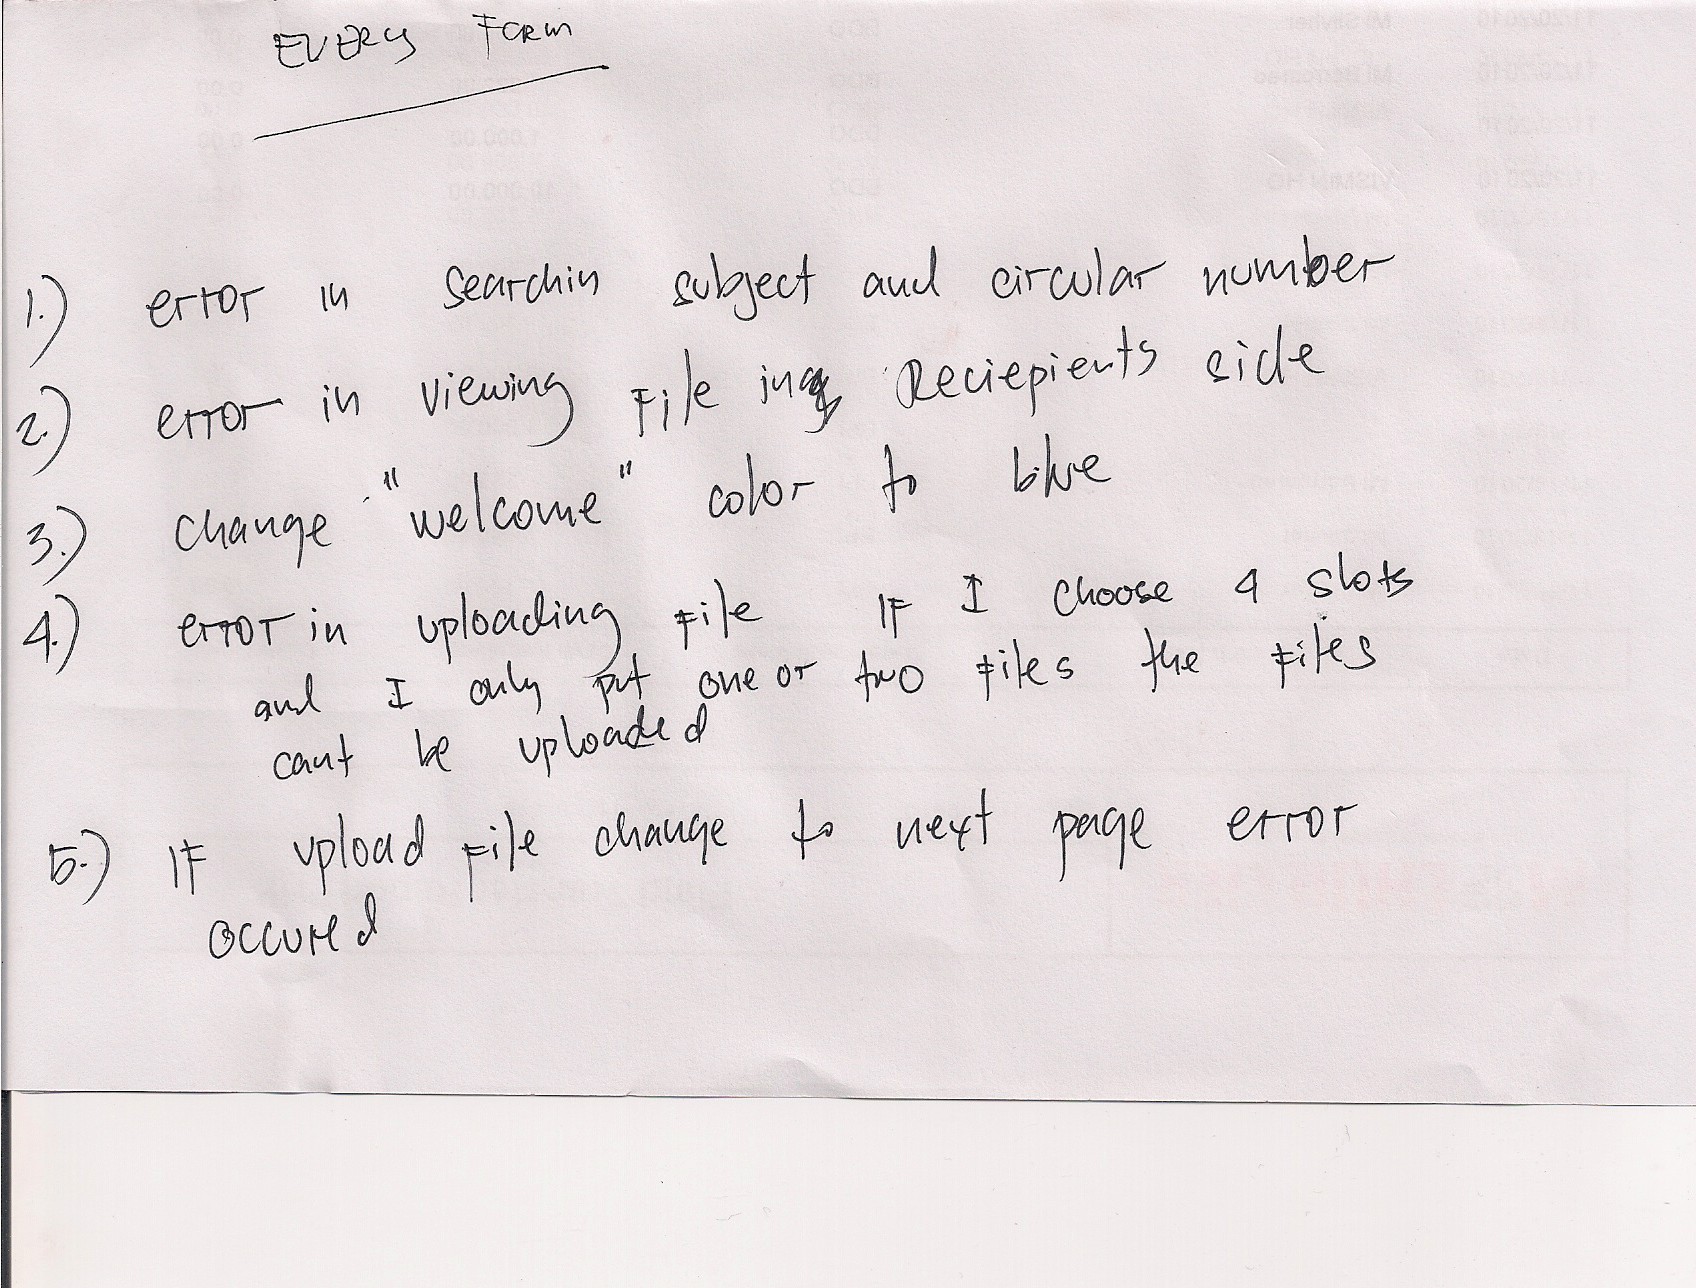 EVERY FORM
1.) error in searchin subject and circular number
2.) error in viewing File in Reciepients side
3.) change "welcome" color to blue
4.) error in uploading file IF I choose 4 slots
and I only put one or two files the files
cant be uploaded
5.) IF upload file change to next page error
occured